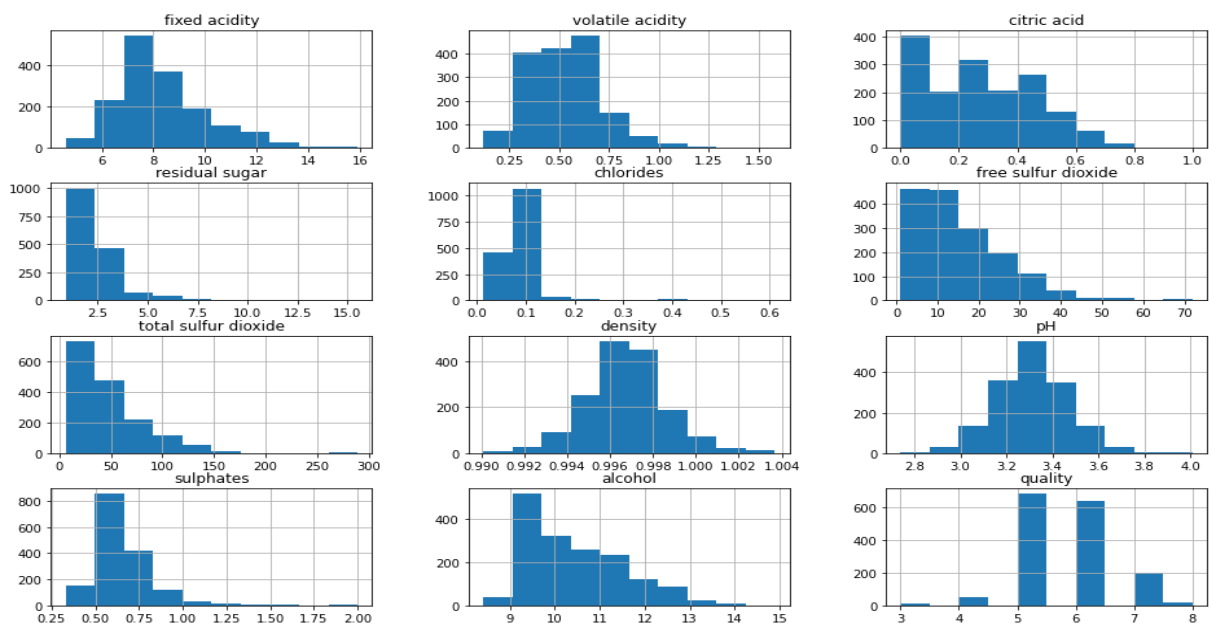 fixed acidity volatile acidity citric acid
400 200 0
400 300 200 100 0
400 300 200 100 0
6 8 10 12 14 16
0.25 0.50 0.75 1.00 1.25 1.50
0.0 0.2 0.4 0.6 0.8 1.0
residual sugar chlorides free sulfur dioxide
1000 750 500 250 0
1000 750 500 250 0
400 300 200 100 0
2.5 5.0 7.5 10.0 12.5 15.0
0.0 0.1 0.2 0.3 0.4 0.5 0.6
0 10 20 30 40 50 60 70
total sulfur dioxide density pH
600 400 200 0
400 200 0
400 200 0
0 50 100 150 200 250 300
0.990 0.992 0.994 0.996 0.998 1.000 1.002 1.004
2.8 3.0 3.2 3.4 3.6 3.8 4.0
sulphates alcohol quality
800 600 400 200 0
400 200 0
600 400 200 0
0.25 0.50 0.75 1.00 1.25 1.50 1.75 2.00
9 10 11 12 13 14 15
3 4 5 6 7 8